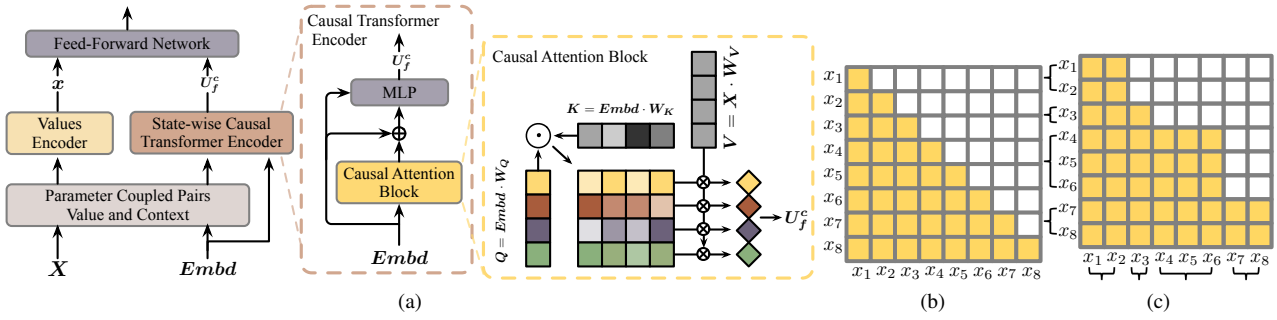 Feed-Forward Network
x
U_f^c
Values
Encoder
State-wise Causal
Transformer Encoder
Parameter Coupled Pairs
Value and Context
X
Embd
Causal Transformer
Encoder
U_f^c
MLP
Causal Attention
Block
Embd
Causal Attention Block
K = Embd · W_K
V = X · W_V
Q = Embd · W_Q
U_f^c
(a)
x_1
x_2
x_3
x_4
x_5
x_6
x_7
x_8
x_1 x_2 x_3 x_4 x_5 x_6 x_7 x_8
(b)
x_1
x_2
x_3
x_4
x_5
x_6
x_7
x_8
x_1 x_2 x_3 x_4 x_5 x_6 x_7 x_8
(c)